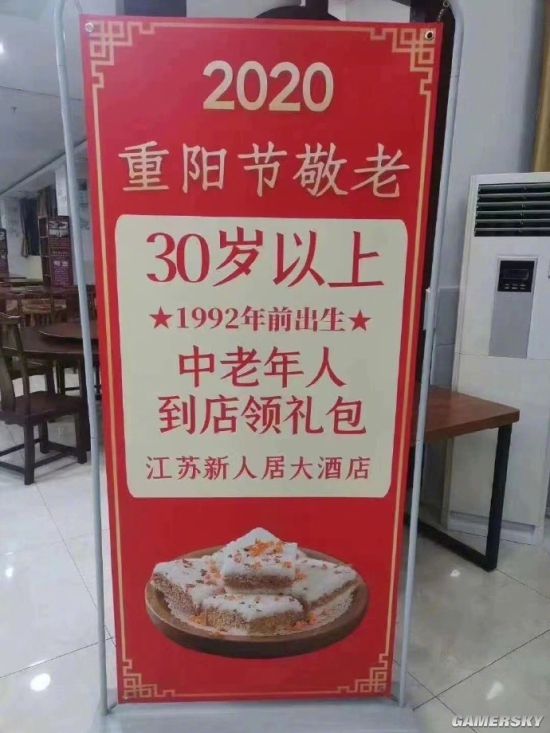 2020
重阳节敬老
30岁以上
★1992年前出生★
中老年人
到店领礼包
江苏新人居大酒店
GAMERSKY